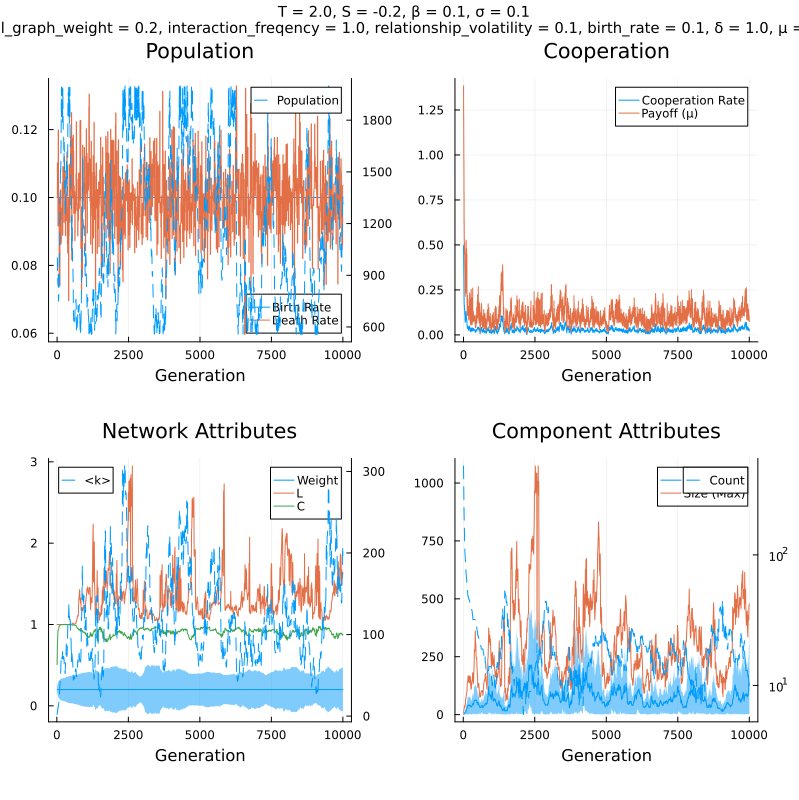 T = 2.0, S = -0.2, β = 0.1, σ = 0.1
l_graph_weight = 0.2, interaction_freqency = 1.0, relationship_volatility = 0.1, birth_rate = 0.1, δ = 1.0, μ =
Population
Population
0.12
0.10
0.08
0.06
1800
1500
1200
900
600
Birth Rate
Death Rate
0 2500 5000 7500 10000
Generation
Cooperation
Cooperation Rate
Payoff (μ)
1.25
1.00
0.75
0.50
0.25
0.00
0 2500 5000 7500 10000
Generation
Network Attributes
<k>
Weight
L
C
3
2
1
0
300
200
100
0
0 2500 5000 7500 10000
Generation
Component Attributes
Count
Size (Max)
1000
750
500
250
0
10²
10¹
0 2500 5000 7500 10000
Generation